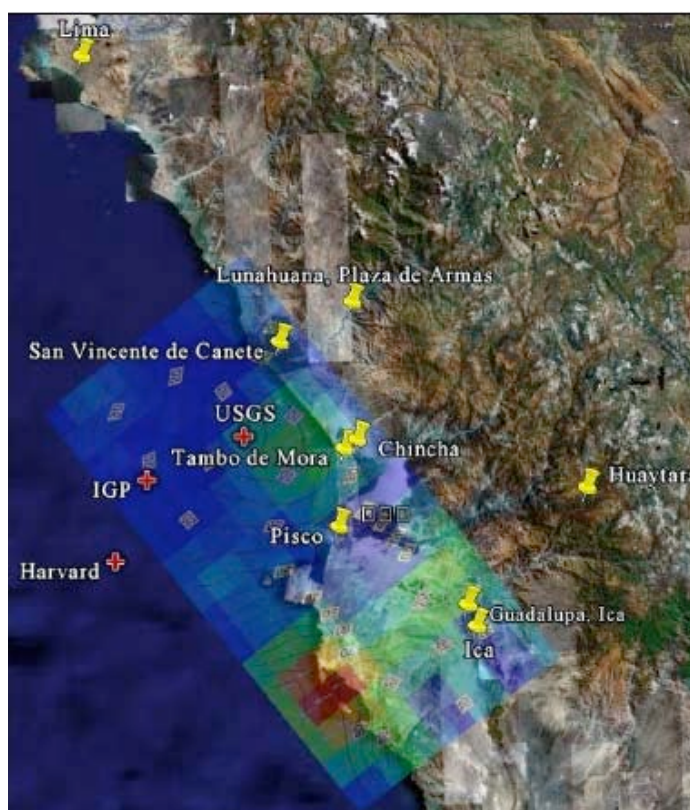 Lima
Lunahuana, Plaza de Armas
San Vincente de Canete
USGS
Tambo de Mora
Chincha
IGP
Huaytara
Pisco
Harvard
Guadalupa, Ica
Ica